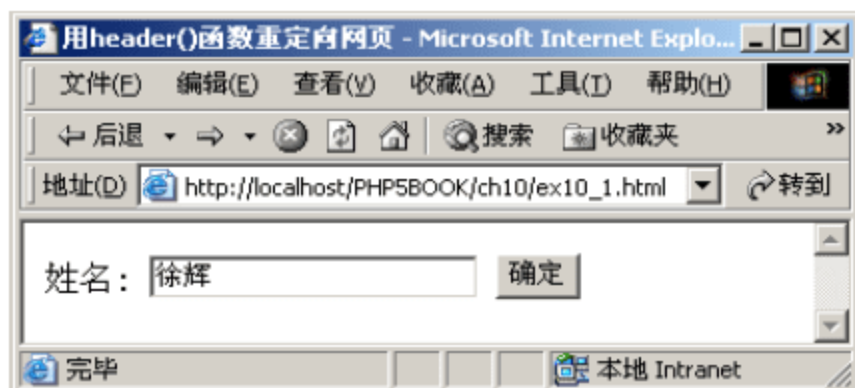 用header()函数重定向网页 - Microsoft Internet Explo...
文件(F) 编辑(E) 查看(V) 收藏(A) 工具(T) 帮助(H)
后退 搜索 收藏夹 »
地址(D) http://localhost/PHP5BOOK/ch10/ex10_1.html 转到
姓名: 徐辉 确定
完毕 本地 Intranet